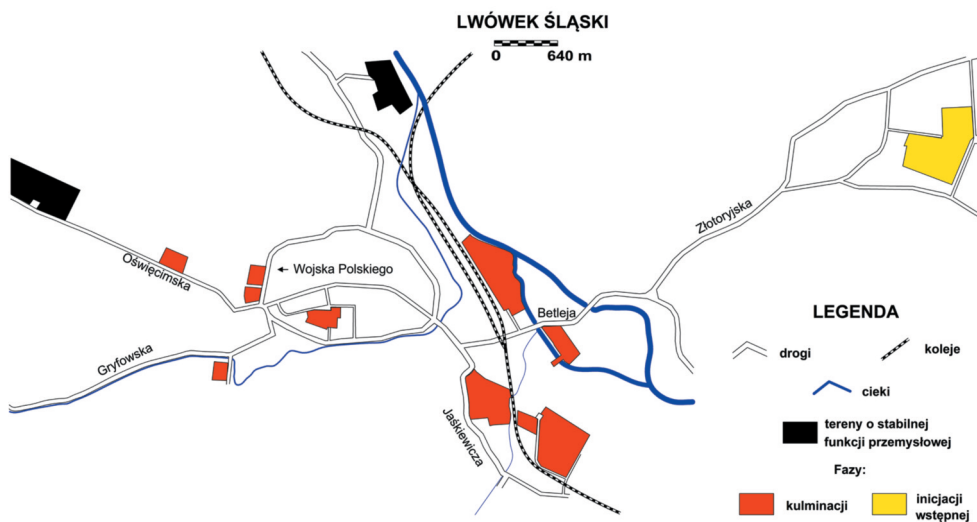 LWÓWEK ŚLĄSKI
0 640 m
Złotoryjska
Oświęcimska
Wojska Polskiego
Betleja
Gryfowska
Jaśkiewicza
LEGENDA
drogi
koleje
cieki
tereny o stabilnej
funkcji przemysłowej
Fazy:
kulminacji
inicjacji
wstępnej